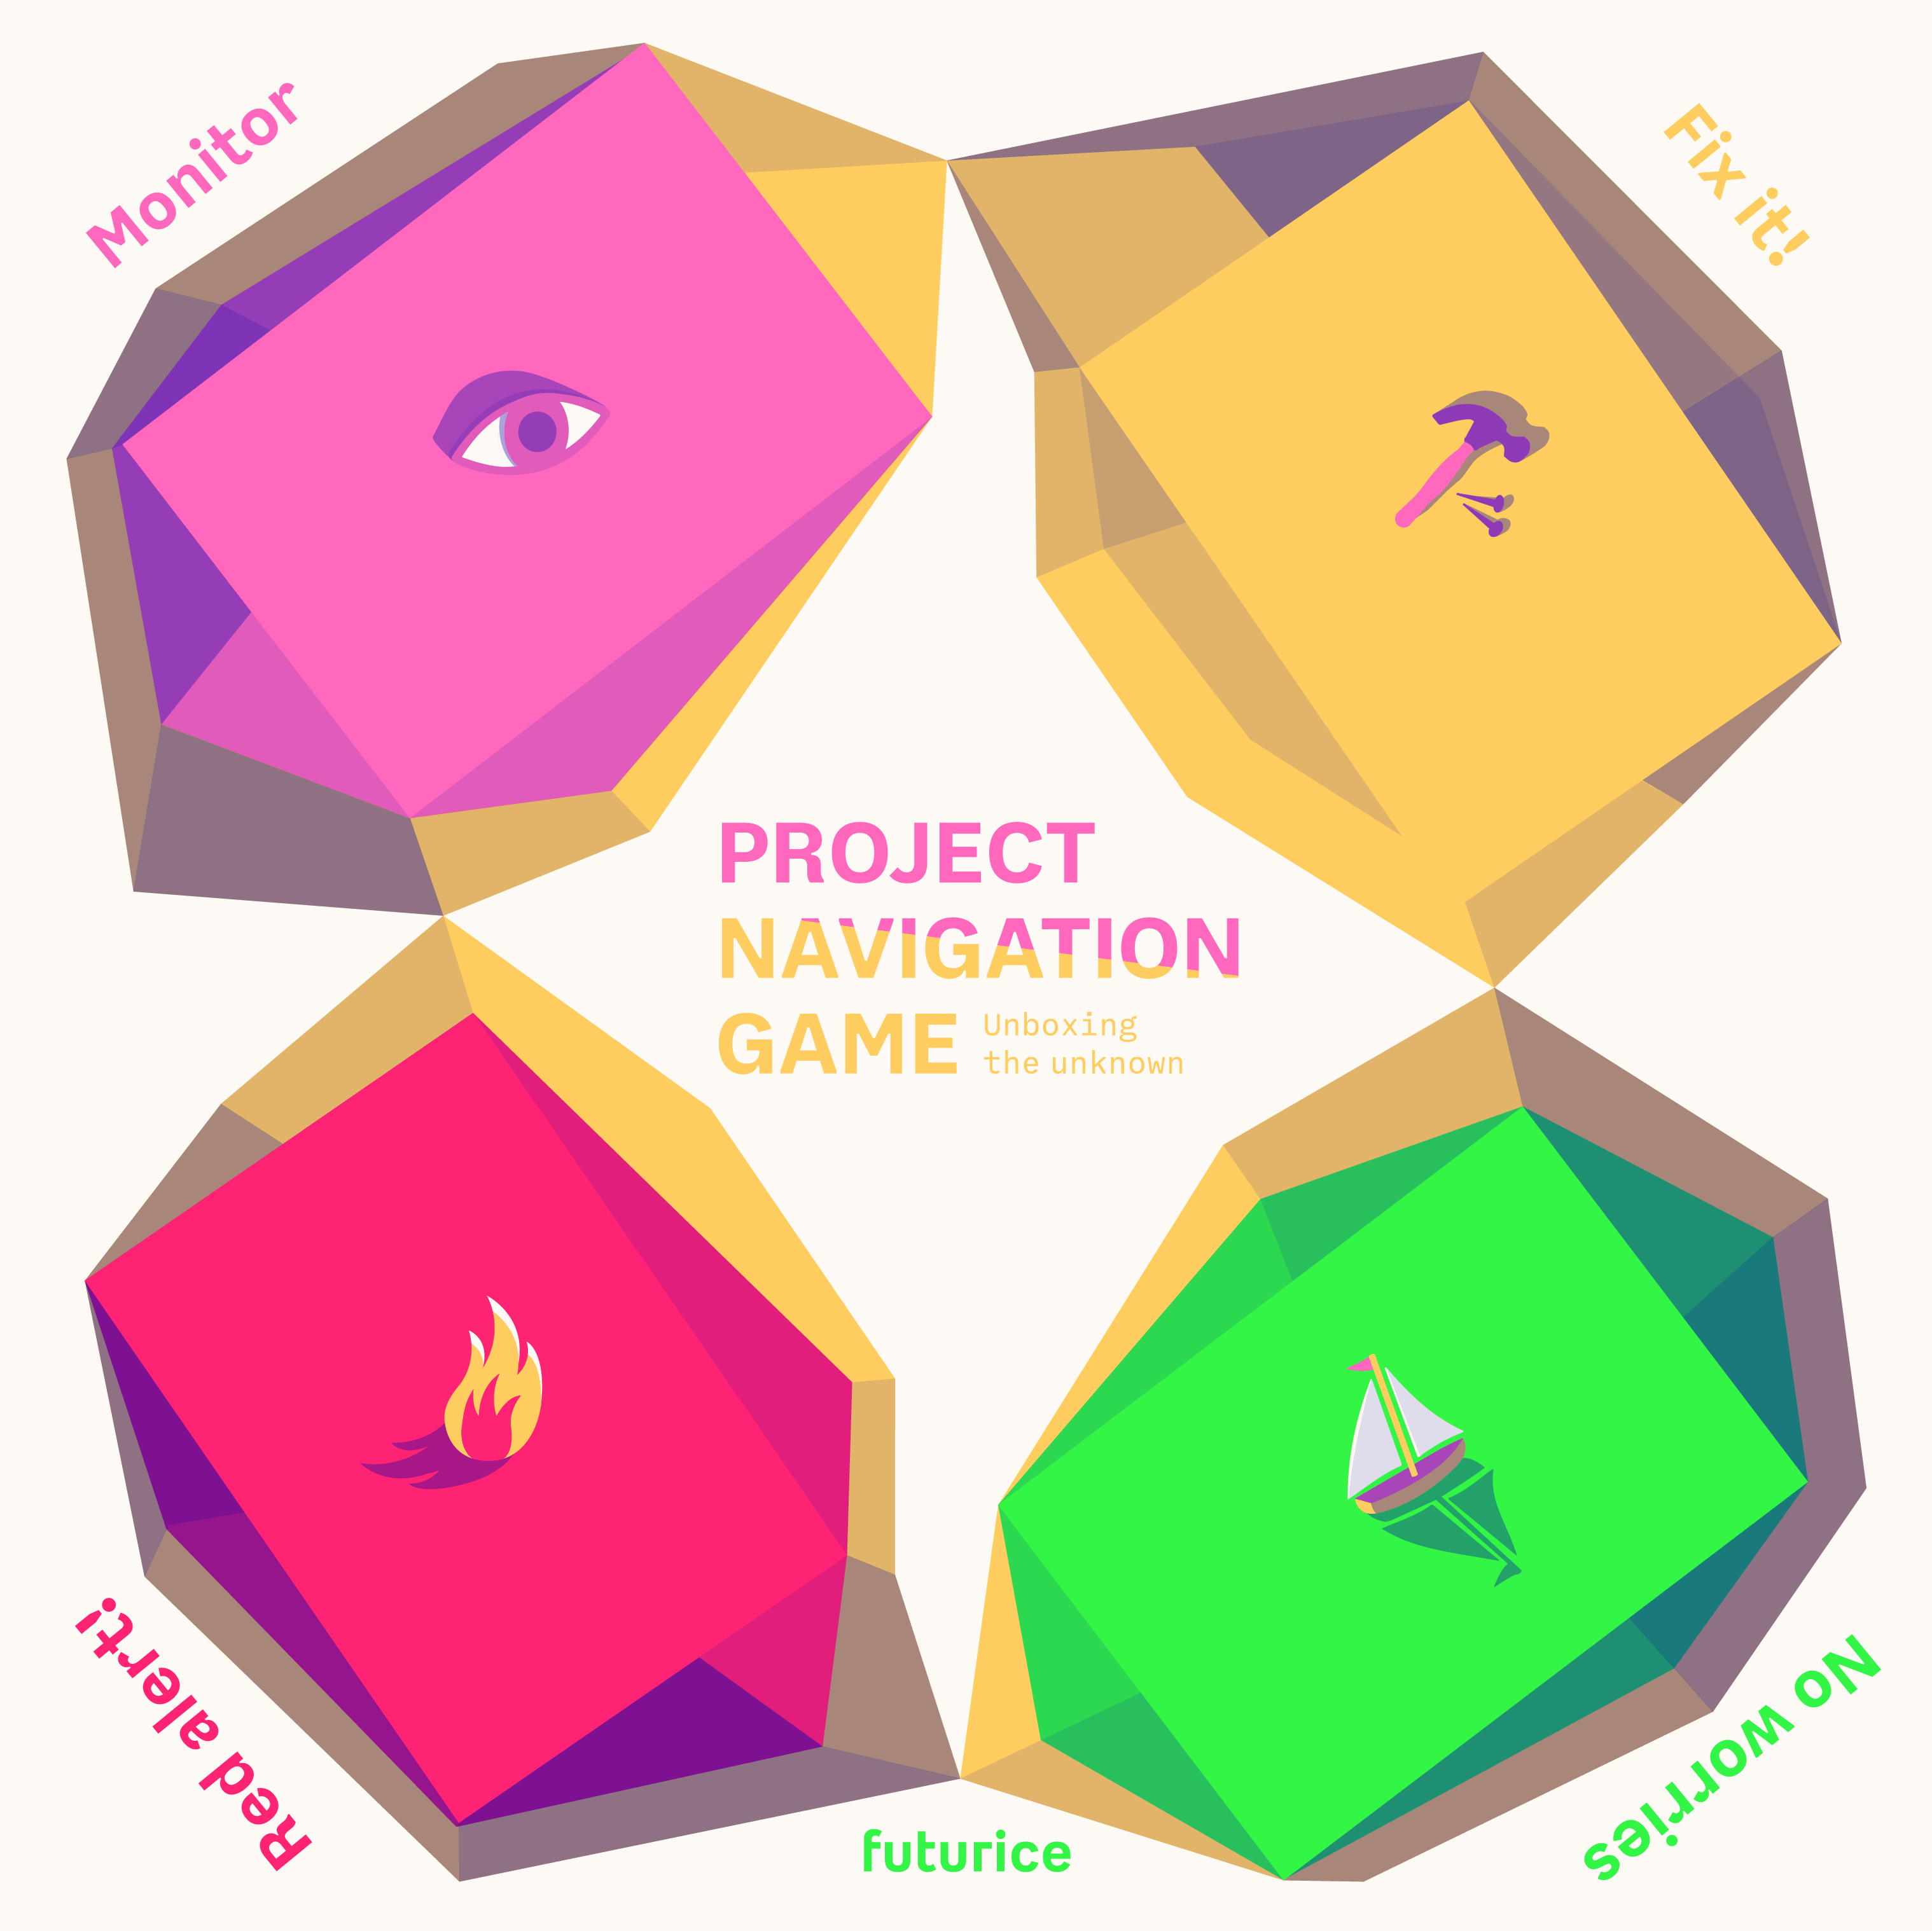 Monitor
Fix it!
PROJECT
NAVIGATION
GAME
Unboxing
the unknown
Red alert!
No worries
futurice